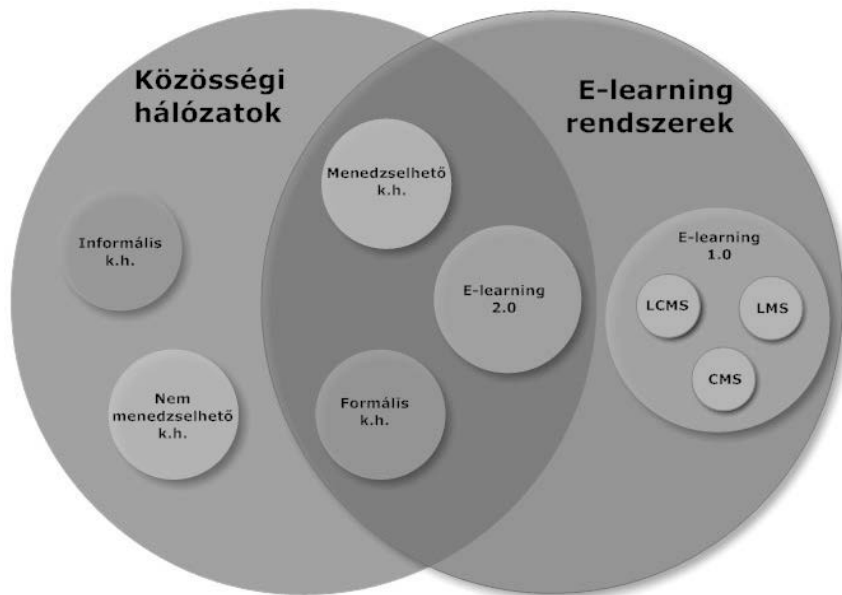 Közösségi
hálózatok
E-learning
rendszerek
Menedzselhető
k.h.
Informális
k.h.
E-learning
1.0
E-learning
2.0
LCMS
LMS
CMS
Nem
menedzselhető
k.h.
Formális
k.h.